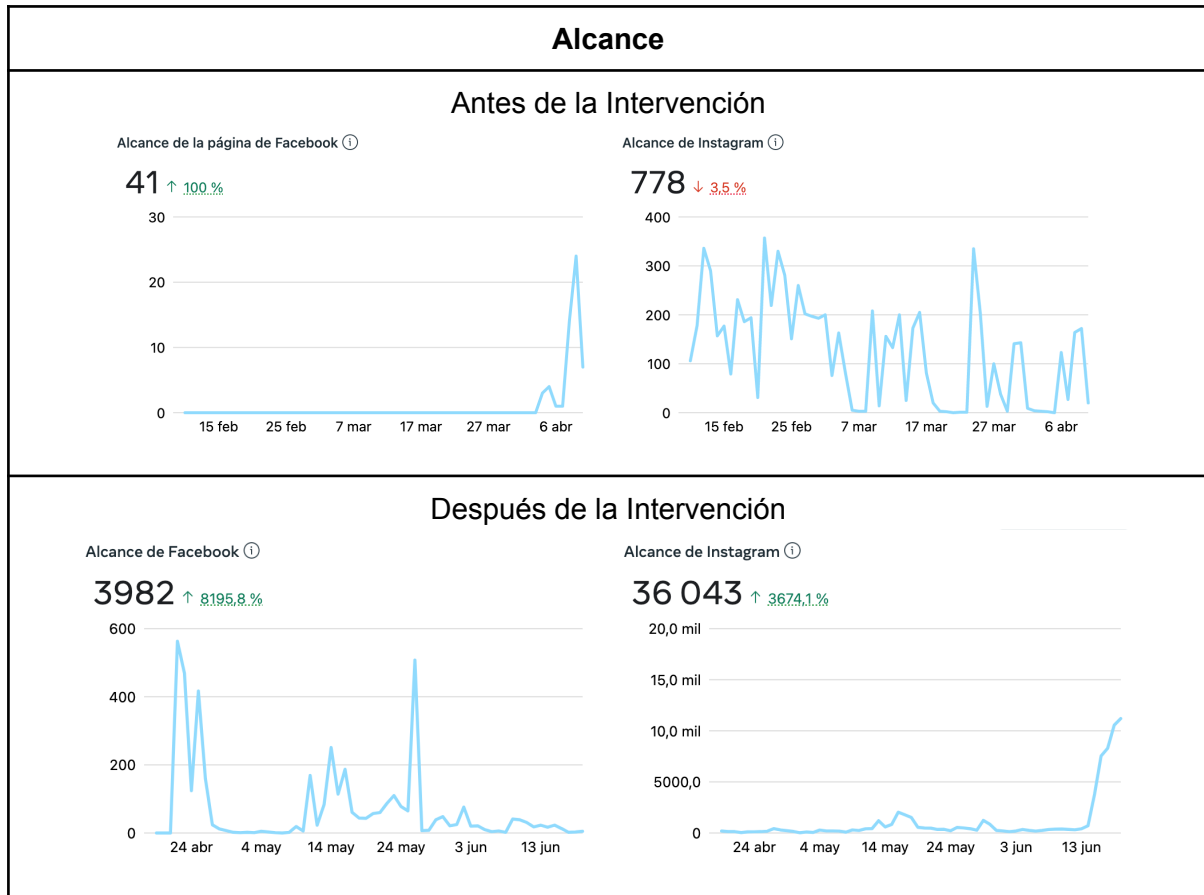 Alcance
Antes de la Intervención
Alcance de la página de Facebook
41 ↑ 100 %
30
20
10
0
15 feb 25 feb 7 mar 17 mar 27 mar 6 abr
Alcance de Instagram
778 ↓ 3,5 %
400
300
200
100
0
15 feb 25 feb 7 mar 17 mar 27 mar 6 abr
Después de la Intervención
Alcance de Facebook
3982 ↑ 8195,8 %
600
400
200
0
24 abr 4 may 14 may 24 may 3 jun 13 jun
Alcance de Instagram
36 043 ↑ 3674,1 %
20,0 mil
15,0 mil
10,0 mil
5000,0
0
24 abr 4 may 14 may 24 may 3 jun 13 jun